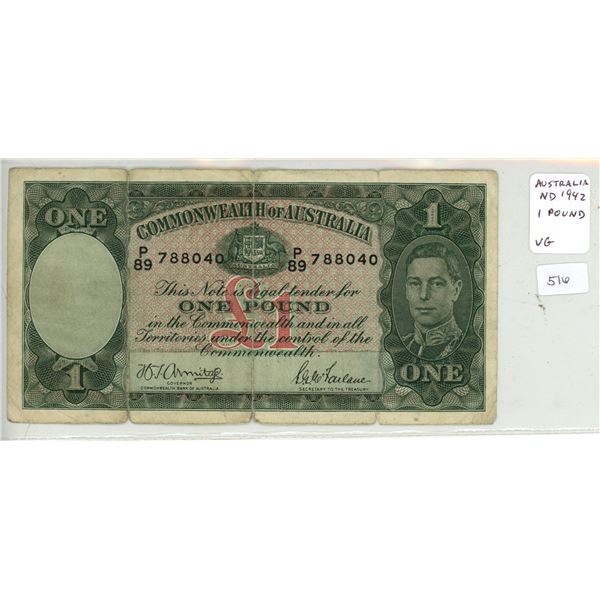 ONE
COMMONWEALTH OF AUSTRALIA
1
P/89 788040 P/89 788040
£1
This Note is legal tender for
ONE POUND
in the Commonwealth and in all
Territories under the control of the
Commonwealth.
1
H.T. Armitage
GOVERNOR
COMMONWEALTH BANK OF AUSTRALIA
S.G. McFarlane
SECRETARY TO THE TREASURY
ONE
AUSTRALIA
ND 1942
1 POUND
VG
516